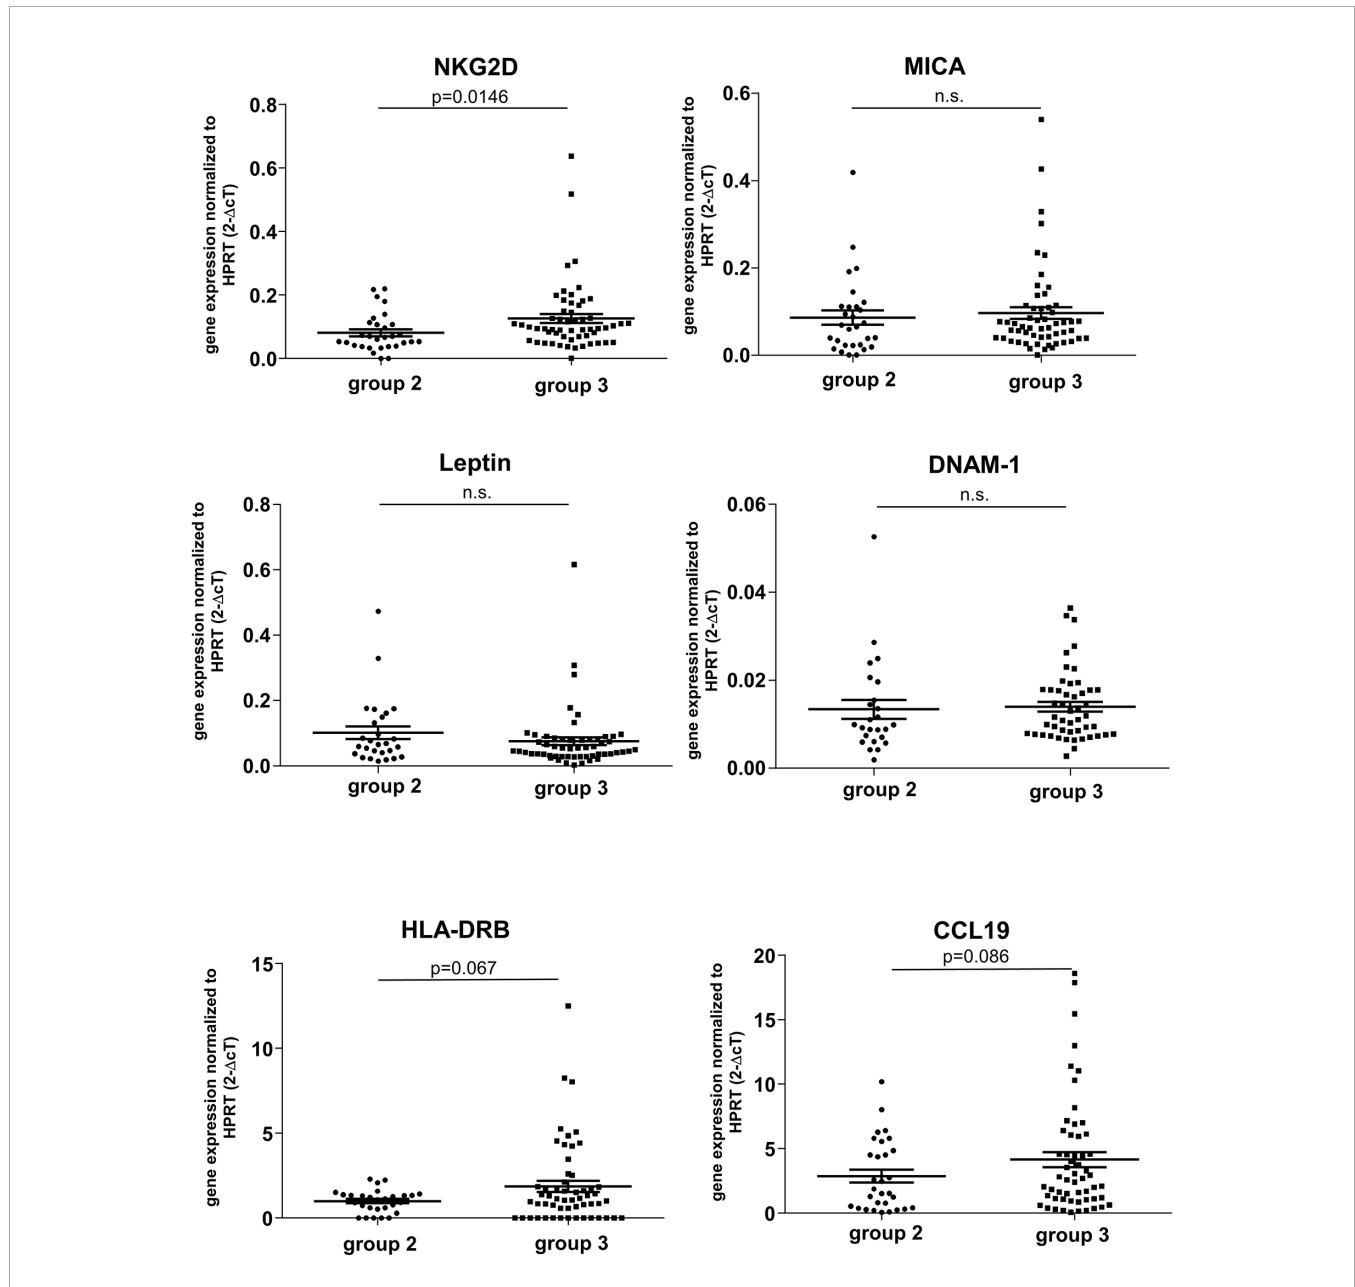 NKG2D
p=0.0146
gene expression normalized to
HPRT (2-ΔcT)
0.8
0.6
0.4
0.2
0.0
group 2
group 3
MICA
n.s.
gene expression normalized to
HPRT (2-ΔcT)
0.6
0.4
0.2
0.0
group 2
group 3
Leptin
n.s.
gene expression normalized to
HPRT (2-ΔcT)
0.8
0.6
0.4
0.2
0.0
group 2
group 3
DNAM-1
n.s.
gene expression normalized to
HPRT (2-ΔcT)
0.06
0.04
0.02
0.00
group 2
group 3
HLA-DRB
p=0.067
gene expression normalized to
HPRT (2-ΔcT)
15
10
5
0
group 2
group 3
CCL19
p=0.086
gene expression normalized to
HPRT (2-ΔcT)
20
15
10
5
0
group 2
group 3